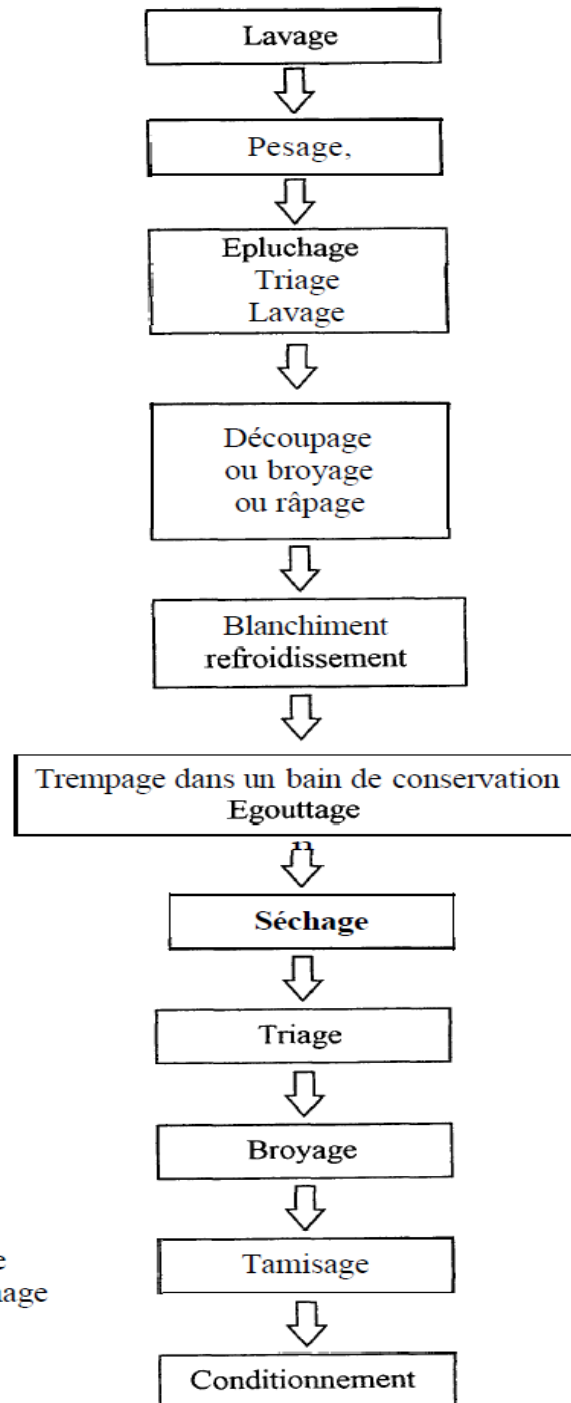 Lavage
Pesage,
Epluchage
Triage
Lavage
Découpage
ou broyage
ou râpage
Blanchiment
refroidissement
Trempage dans un bain de conservation
Egouttage
Séchage
Triage
Broyage
Tamisage
Conditionnement